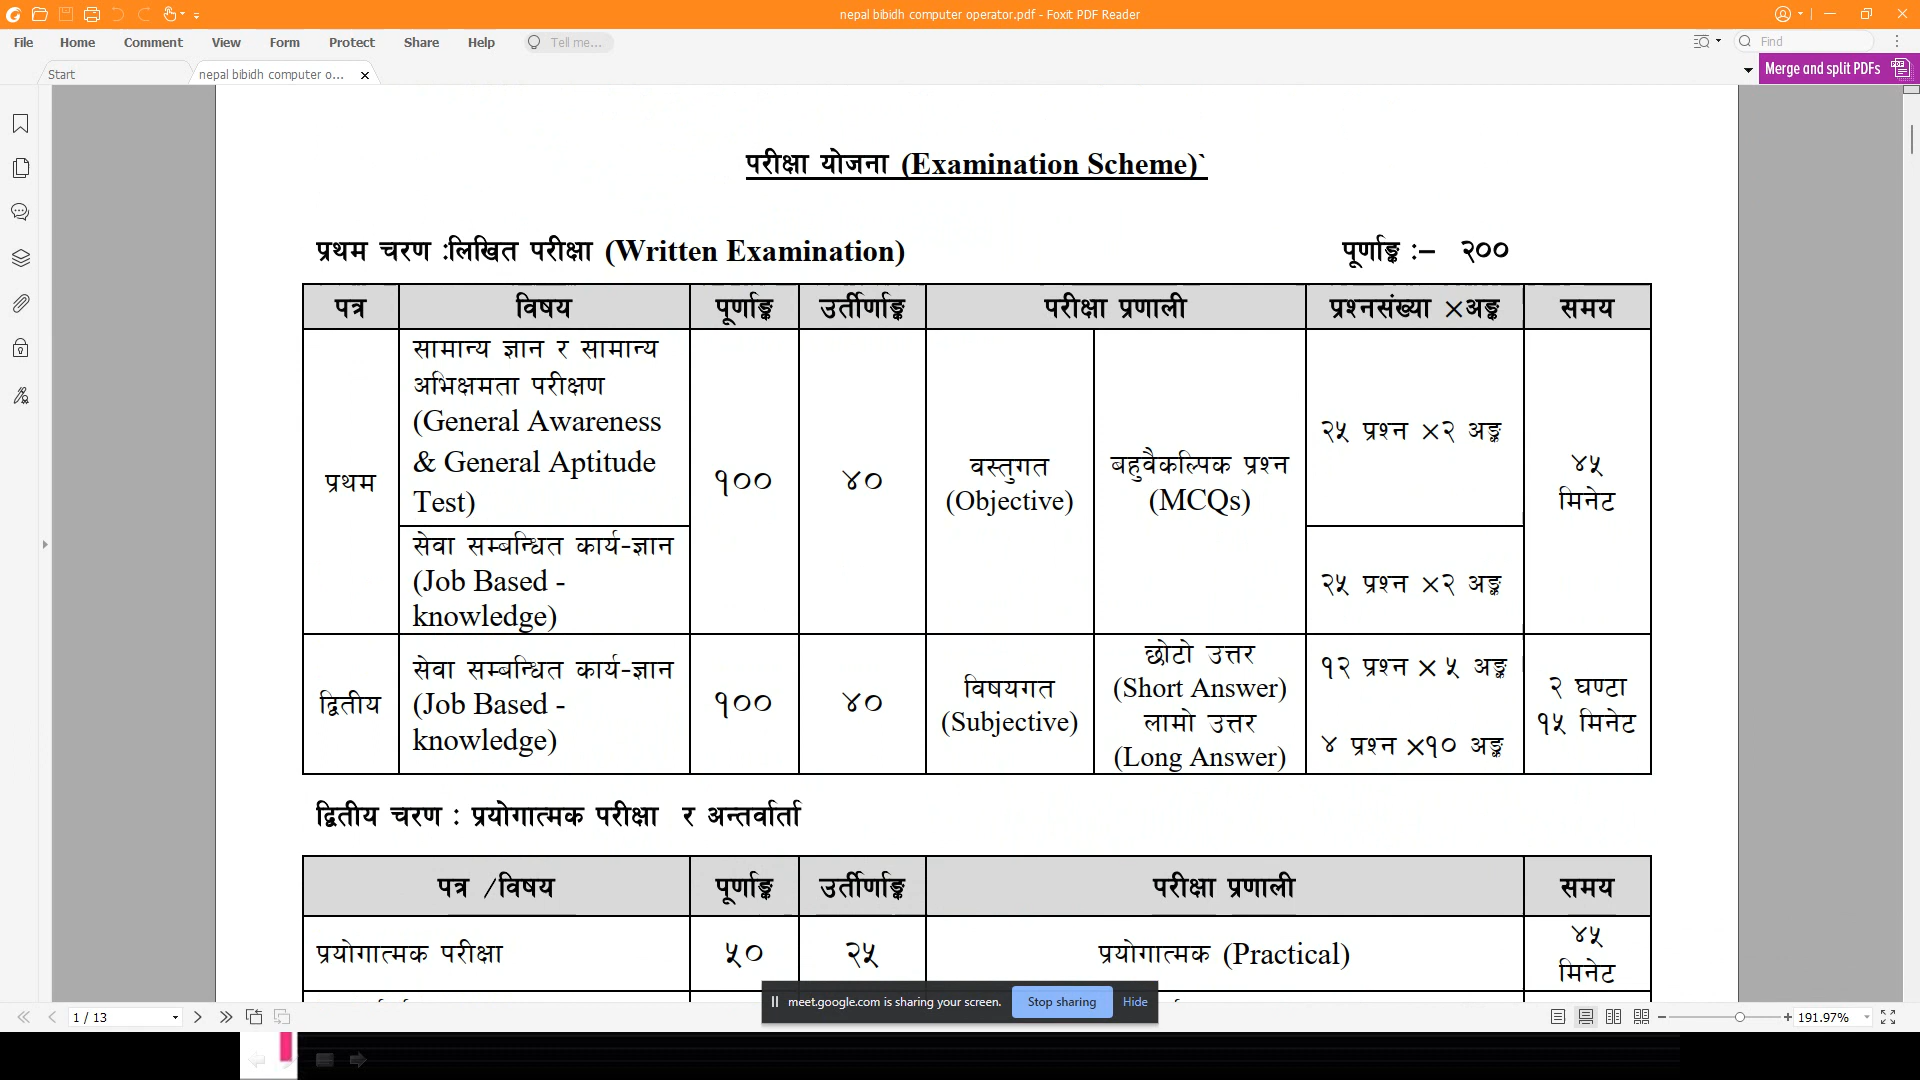 nepal bibidh computer operator.pdf - Foxit PDF Reader
File Home Comment View Form Protect Share Help Tell me... Find
Start nepal bibidh computer o... Merge and split PDFs
परीक्षा योजना (Examination Scheme)`
प्रथम चरण :लिखित परीक्षा (Written Examination) पूर्णाङ्क :– २००
पत्र विषय पूर्णाङ्क उर्तीर्णाङ्क परीक्षा प्रणाली प्रश्नसंख्या ×अङ्क समय
प्रथम
सामान्य ज्ञान र सामान्य
अभिक्षमता परीक्षण
(General Awareness
& General Aptitude
Test)
१०० ४०
वस्तुगत
(Objective)
बहुवैकल्पिक प्रश्न
(MCQs)
२५ प्रश्न ×२ अङ्क
४५
मिनेट
सेवा सम्बन्धित कार्य-ज्ञान
(Job Based -
knowledge)
२५ प्रश्न ×२ अङ्क
द्वितीय
सेवा सम्बन्धित कार्य-ज्ञान
(Job Based -
knowledge)
१०० ४०
विषयगत
(Subjective)
छोटो उत्तर
(Short Answer)
लामो उत्तर
(Long Answer)
१२ प्रश्न × ५ अङ्क
४ प्रश्न ×१० अङ्क
२ घण्टा
१५ मिनेट
द्वितीय चरण : प्रयोगात्मक परीक्षा र अन्तर्वार्ता
पत्र /विषय पूर्णाङ्क उर्तीर्णाङ्क परीक्षा प्रणाली समय
प्रयोगात्मक परीक्षा ५० २५ प्रयोगात्मक (Practical)
४५
मिनेट
meet.google.com is sharing your screen. Stop sharing Hide
1 / 13 191.97%